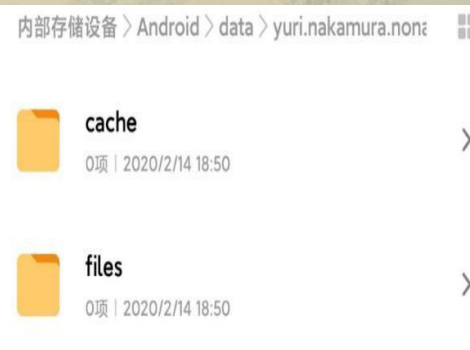 内部存储设备〉Android〉data〉yuri.nakamura.nona
cache
0项 | 2020/2/14 18:50
files
0项 | 2020/2/14 18:50